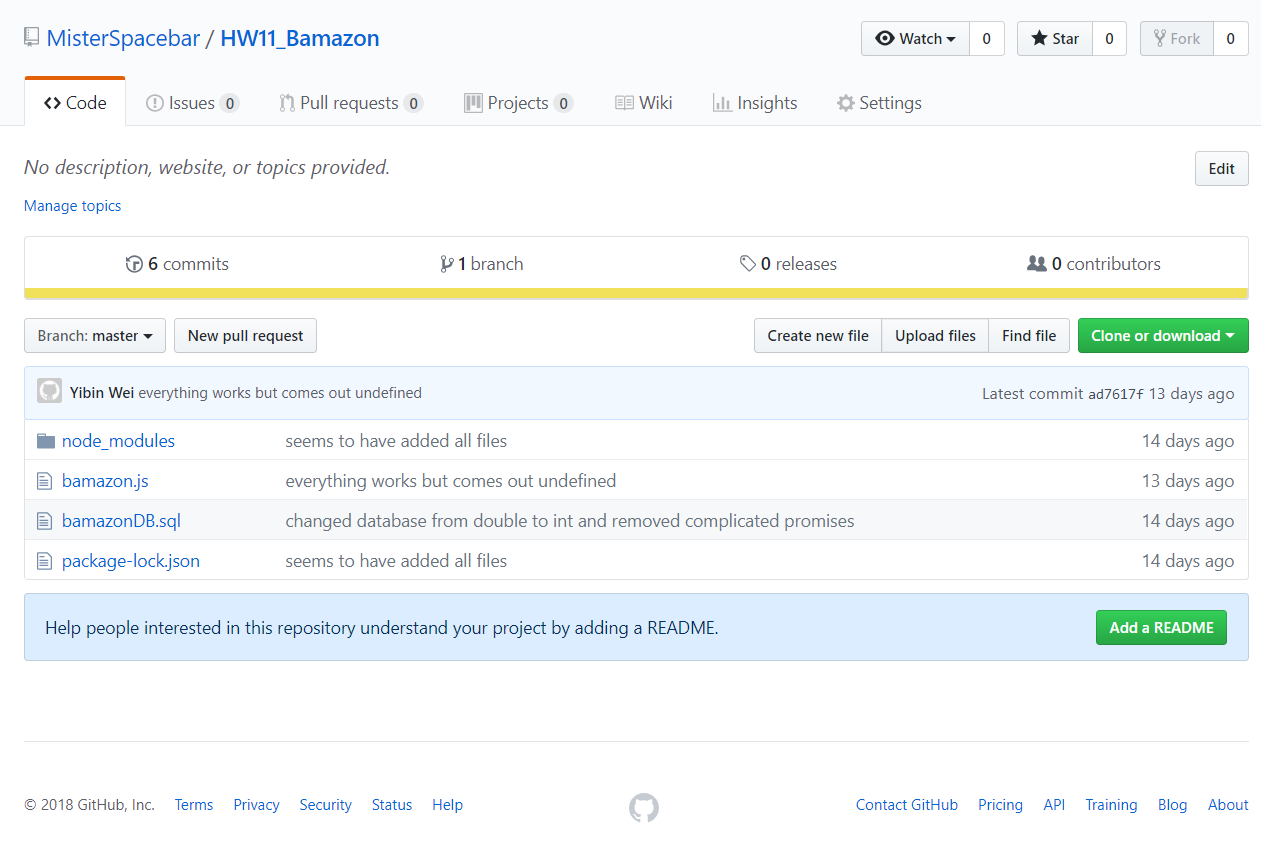 MisterSpacebar / HW11_Bamazon
Watch 0 Star 0 Fork 0
Code Issues 0 Pull requests 0 Projects 0 Wiki Insights Settings
No description, website, or topics provided. Edit
Manage topics
6 commits 1 branch 0 releases 0 contributors
Branch: master New pull request Create new file Upload files Find file Clone or download
Yibin Wei everything works but comes out undefined Latest commit ad7617f 13 days ago
node_modules seems to have added all files 14 days ago
bamazon.js everything works but comes out undefined 13 days ago
bamazonDB.sql changed database from double to int and removed complicated promises 14 days ago
package-lock.json seems to have added all files 14 days ago
Help people interested in this repository understand your project by adding a README. Add a README
© 2018 GitHub, Inc. Terms Privacy Security Status Help Contact GitHub Pricing API Training Blog About